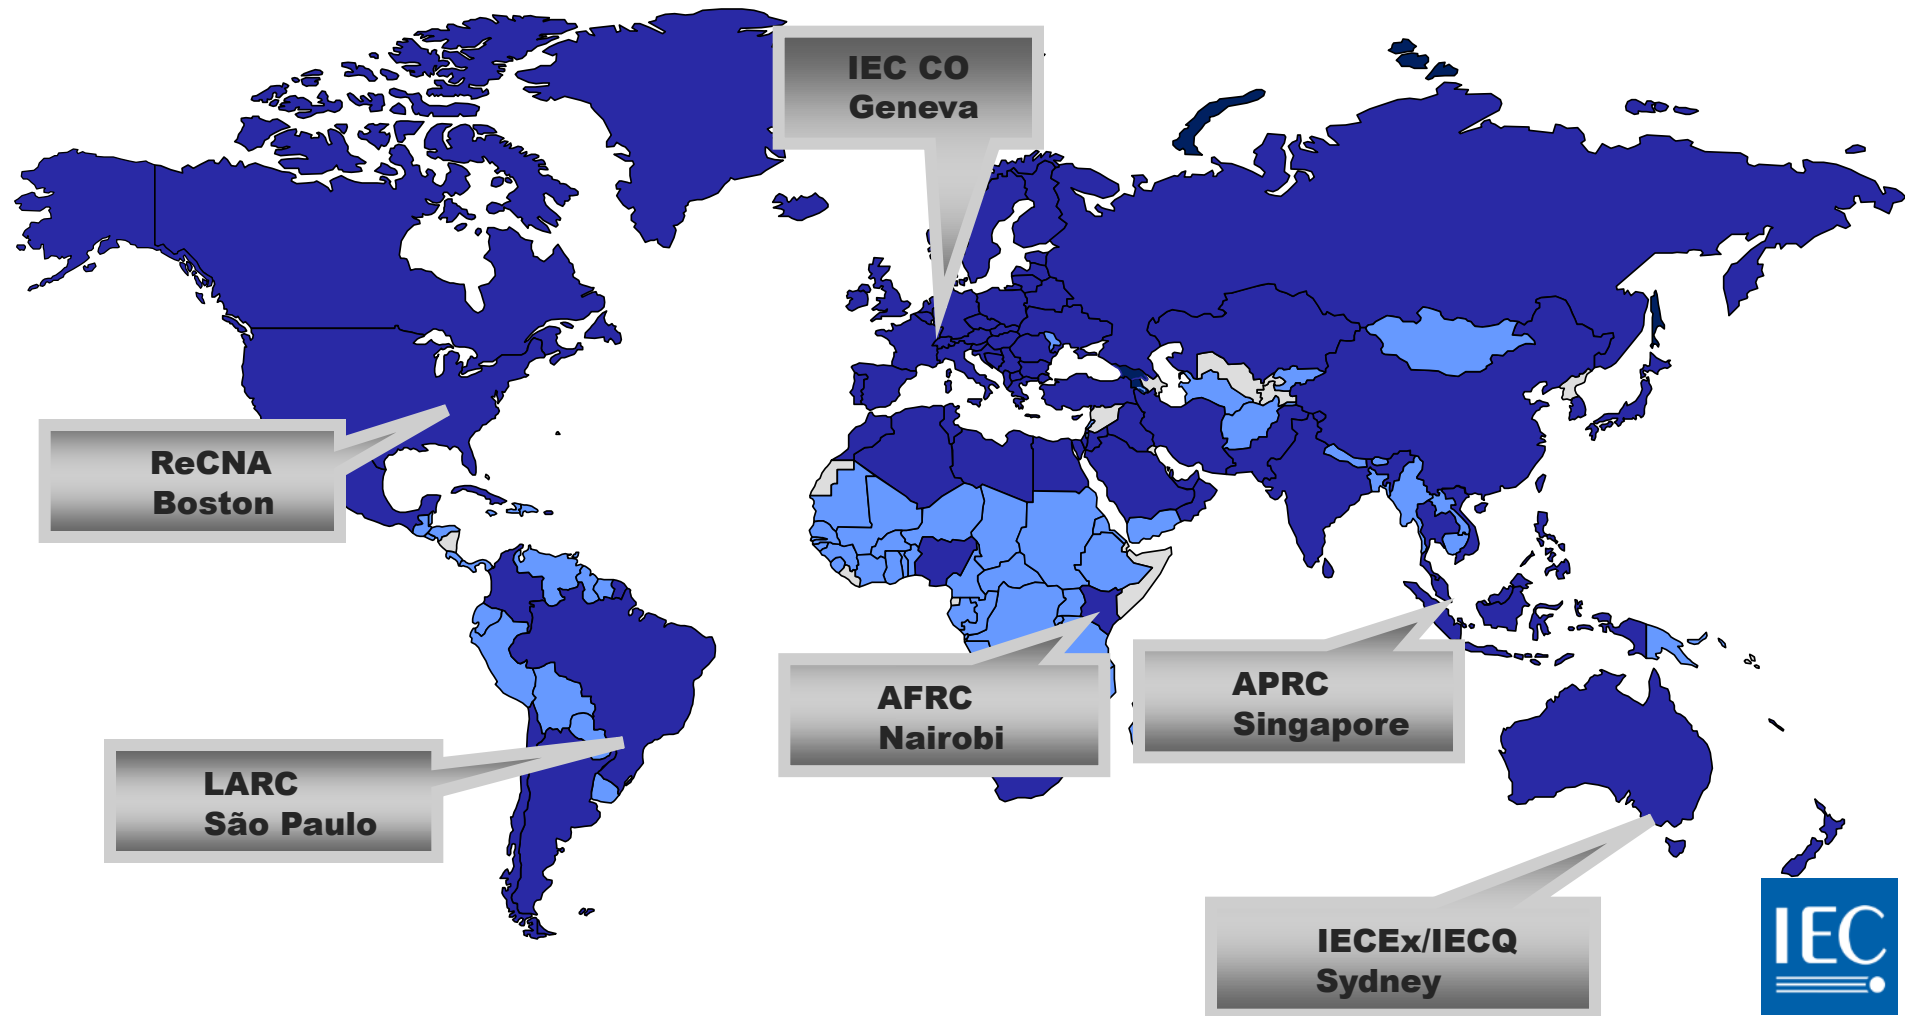 IEC CO
Geneva
ReCNA
Boston
AFRC
Nairobi
APRC
Singapore
LARC
São Paulo
IECEx/IECQ
Sydney
IEC